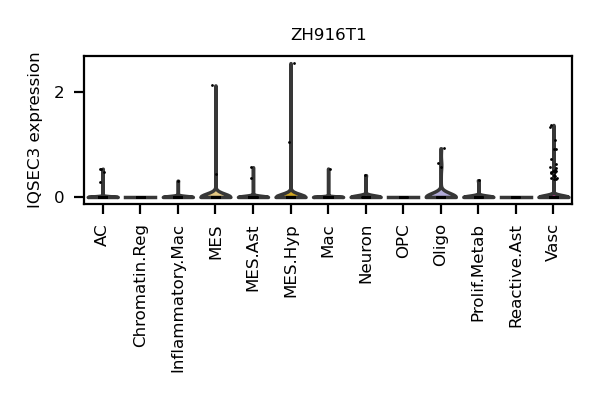 ZH916T1
IQSEC3 expression
2
0
AC
Chromatin.Reg
Inflammatory.Mac
MES
MES.Ast
MES.Hyp
Mac
Neuron
OPC
Oligo
Prolif.Metab
Reactive.Ast
Vasc